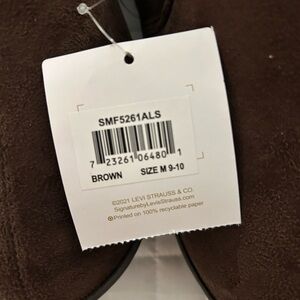 SMF5261ALS
7 23261 06480 1
BROWN SIZE M 9-10
©2021 LEVI STRAUSS & CO.
SignaturebyLeviStrauss.com
Printed on 100% recyclable paper